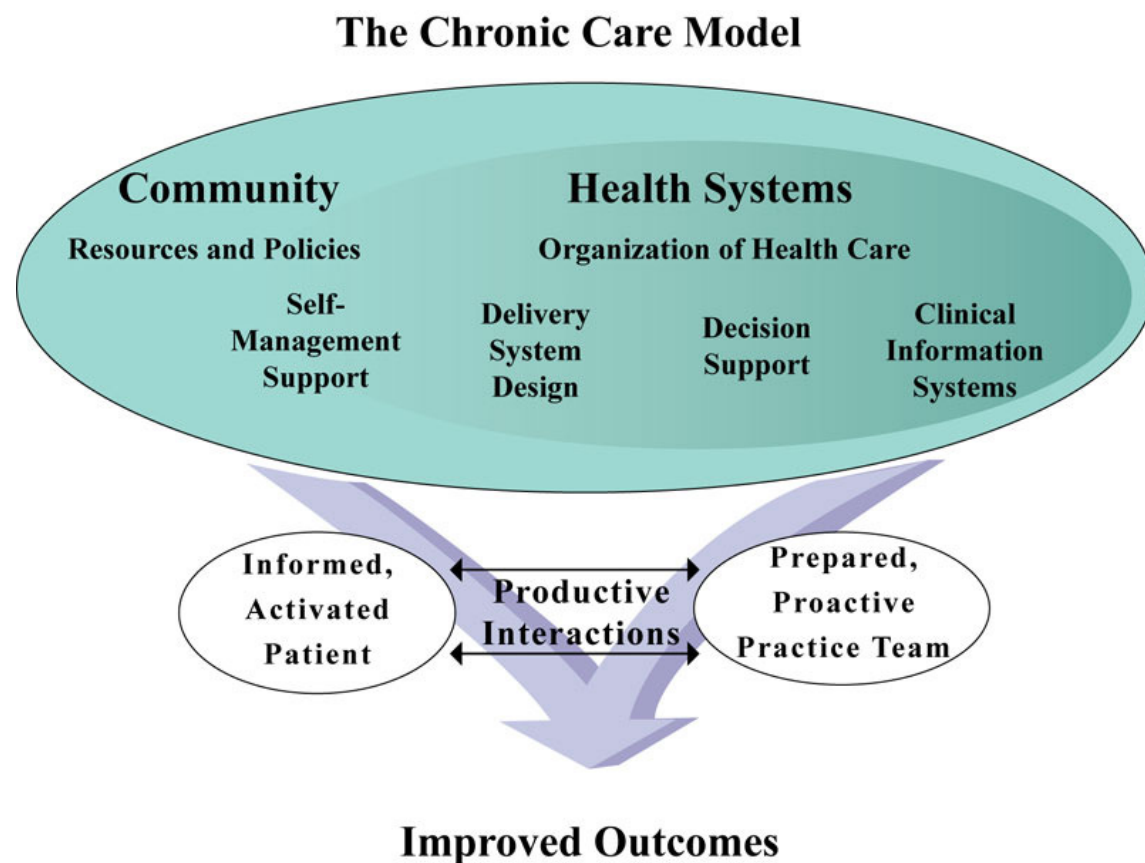 The Chronic Care Model
Community
Resources and Policies
Health Systems
Organization of Health Care
Self-
Management
Support
Delivery
System
Design
Decision
Support
Clinical
Information
Systems
Informed,
Activated
Patient
Productive
Interactions
Prepared,
Proactive
Practice Team
Improved Outcomes